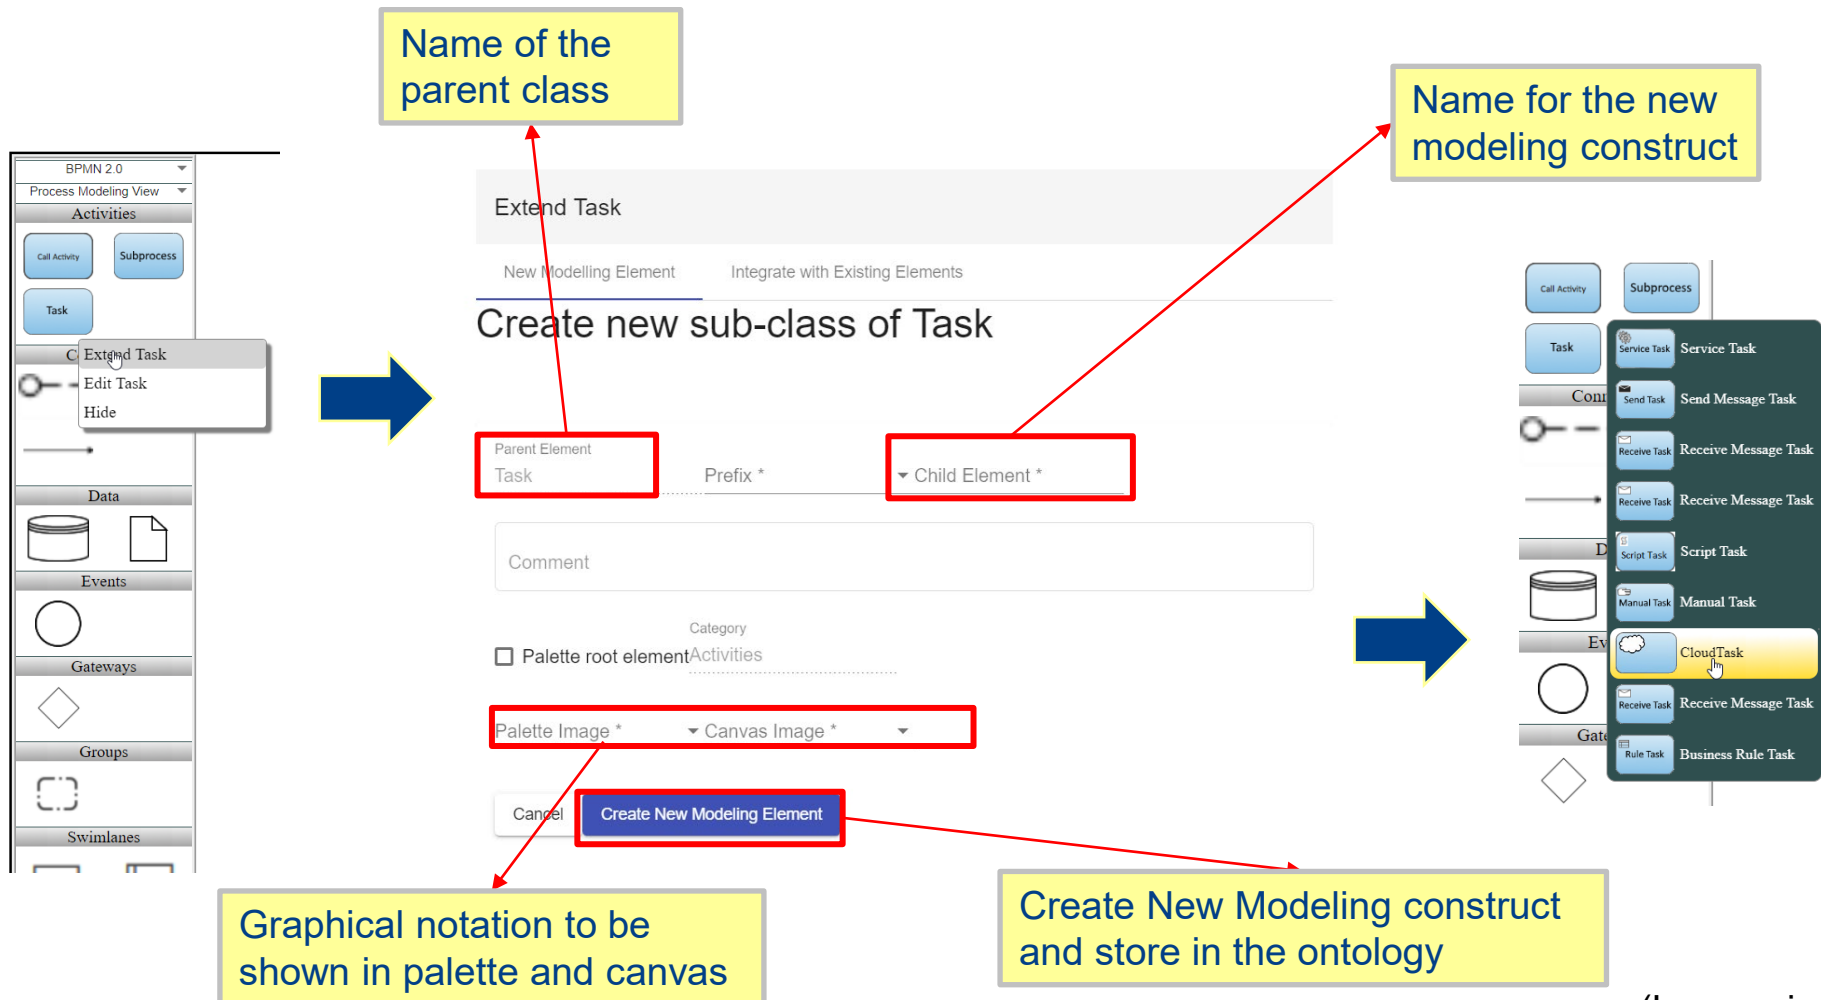 Name of the
parent class
Name for the new
modeling construct
BPMN 2.0
Process Modeling View
Activities
Call Activity
Subprocess
Task
Extend Task
Edit Task
Hide
Data
Events
Gateways
Groups
Swimlanes
Extend Task
New Modelling Element
Integrate with Existing Elements
Create new sub-class of Task
Parent Element
Task
Prefix *
Child Element *
Comment
Palette root element
Category
Activities
Palette Image *
Canvas Image *
Cancel
Create New Modeling Element
Graphical notation to be
shown in palette and canvas
Create New Modeling construct
and store in the ontology
Call Activity
Subprocess
Task
Service Task
Service Task
Send Task
Send Message Task
Receive Task
Receive Message Task
Receive Task
Receive Message Task
Script Task
Script Task
Manual Task
Manual Task
CloudTask
Receive Task
Receive Message Task
Rule Task
Business Rule Task